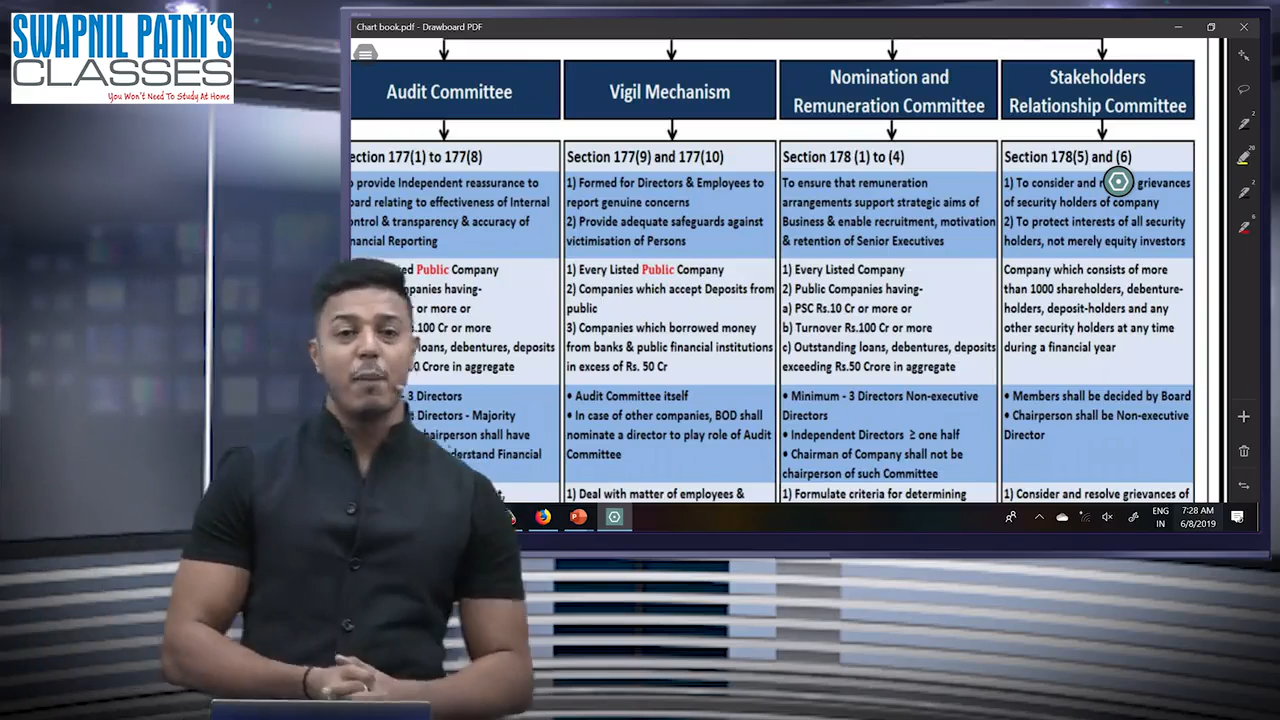 SWAPNIL PATNI'S
CLASSES
You Won't Need To Study At Home
Chart book.pdf - Drawboard PDF
Audit Committee
Vigil Mechanism
Nomination and
Remuneration Committee
Stakeholders
Relationship Committee
ection 177(1) to 177(8)
provide Independent reassurance to
ard relating to effectiveness of Internal
ntrol & transparency & accuracy of
nancial Reporting
ted Public Company
panies having-
or more or
s.100 Cr or more
loans, debentures, deposits
0 Crore in aggregate
- 3 Directors
t Directors - Majority
hairperson shall have
derstand Financial
Section 177(9) and 177(10)
1) Formed for Directors & Employees to
report genuine concerns
2) Provide adequate safeguards against
victimisation of Persons
1) Every Listed Public Company
2) Companies which accept Deposits from
public
3) Companies which borrowed money
from banks & public financial institutions
in excess of Rs. 50 Cr
• Audit Committee itself
• In case of other companies, BOD shall
nominate a director to play role of Audit
Committee
1) Deal with matter of employees &
Section 178 (1) to (4)
To ensure that remuneration
arrangements support strategic aims of
Business & enable recruitment, motivation
& retention of Senior Executives
1) Every Listed Company
2) Public Companies having-
a) PSC Rs.10 Cr or more or
b) Turnover Rs.100 Cr or more
c) Outstanding loans, debentures, deposits
exceeding Rs.50 Crore in aggregate
• Minimum - 3 Directors Non-executive
Directors
• Independent Directors ≥ one half
• Chairman of Company shall not be
chairperson of such Committee
1) Formulate criteria for determining
Section 178(5) and (6)
1) To consider and grievances
of security holders of company
2) To protect interests of all security
holders, not merely equity investors
Company which consists of more
than 1000 shareholders, debenture-
holders, deposit-holders and any
other security holders at any time
during a financial year
• Members shall be decided by Board
• Chairperson shall be Non-executive
Director
1) Consider and resolve grievances of
ENG
IN
7:28 AM
6/8/2019